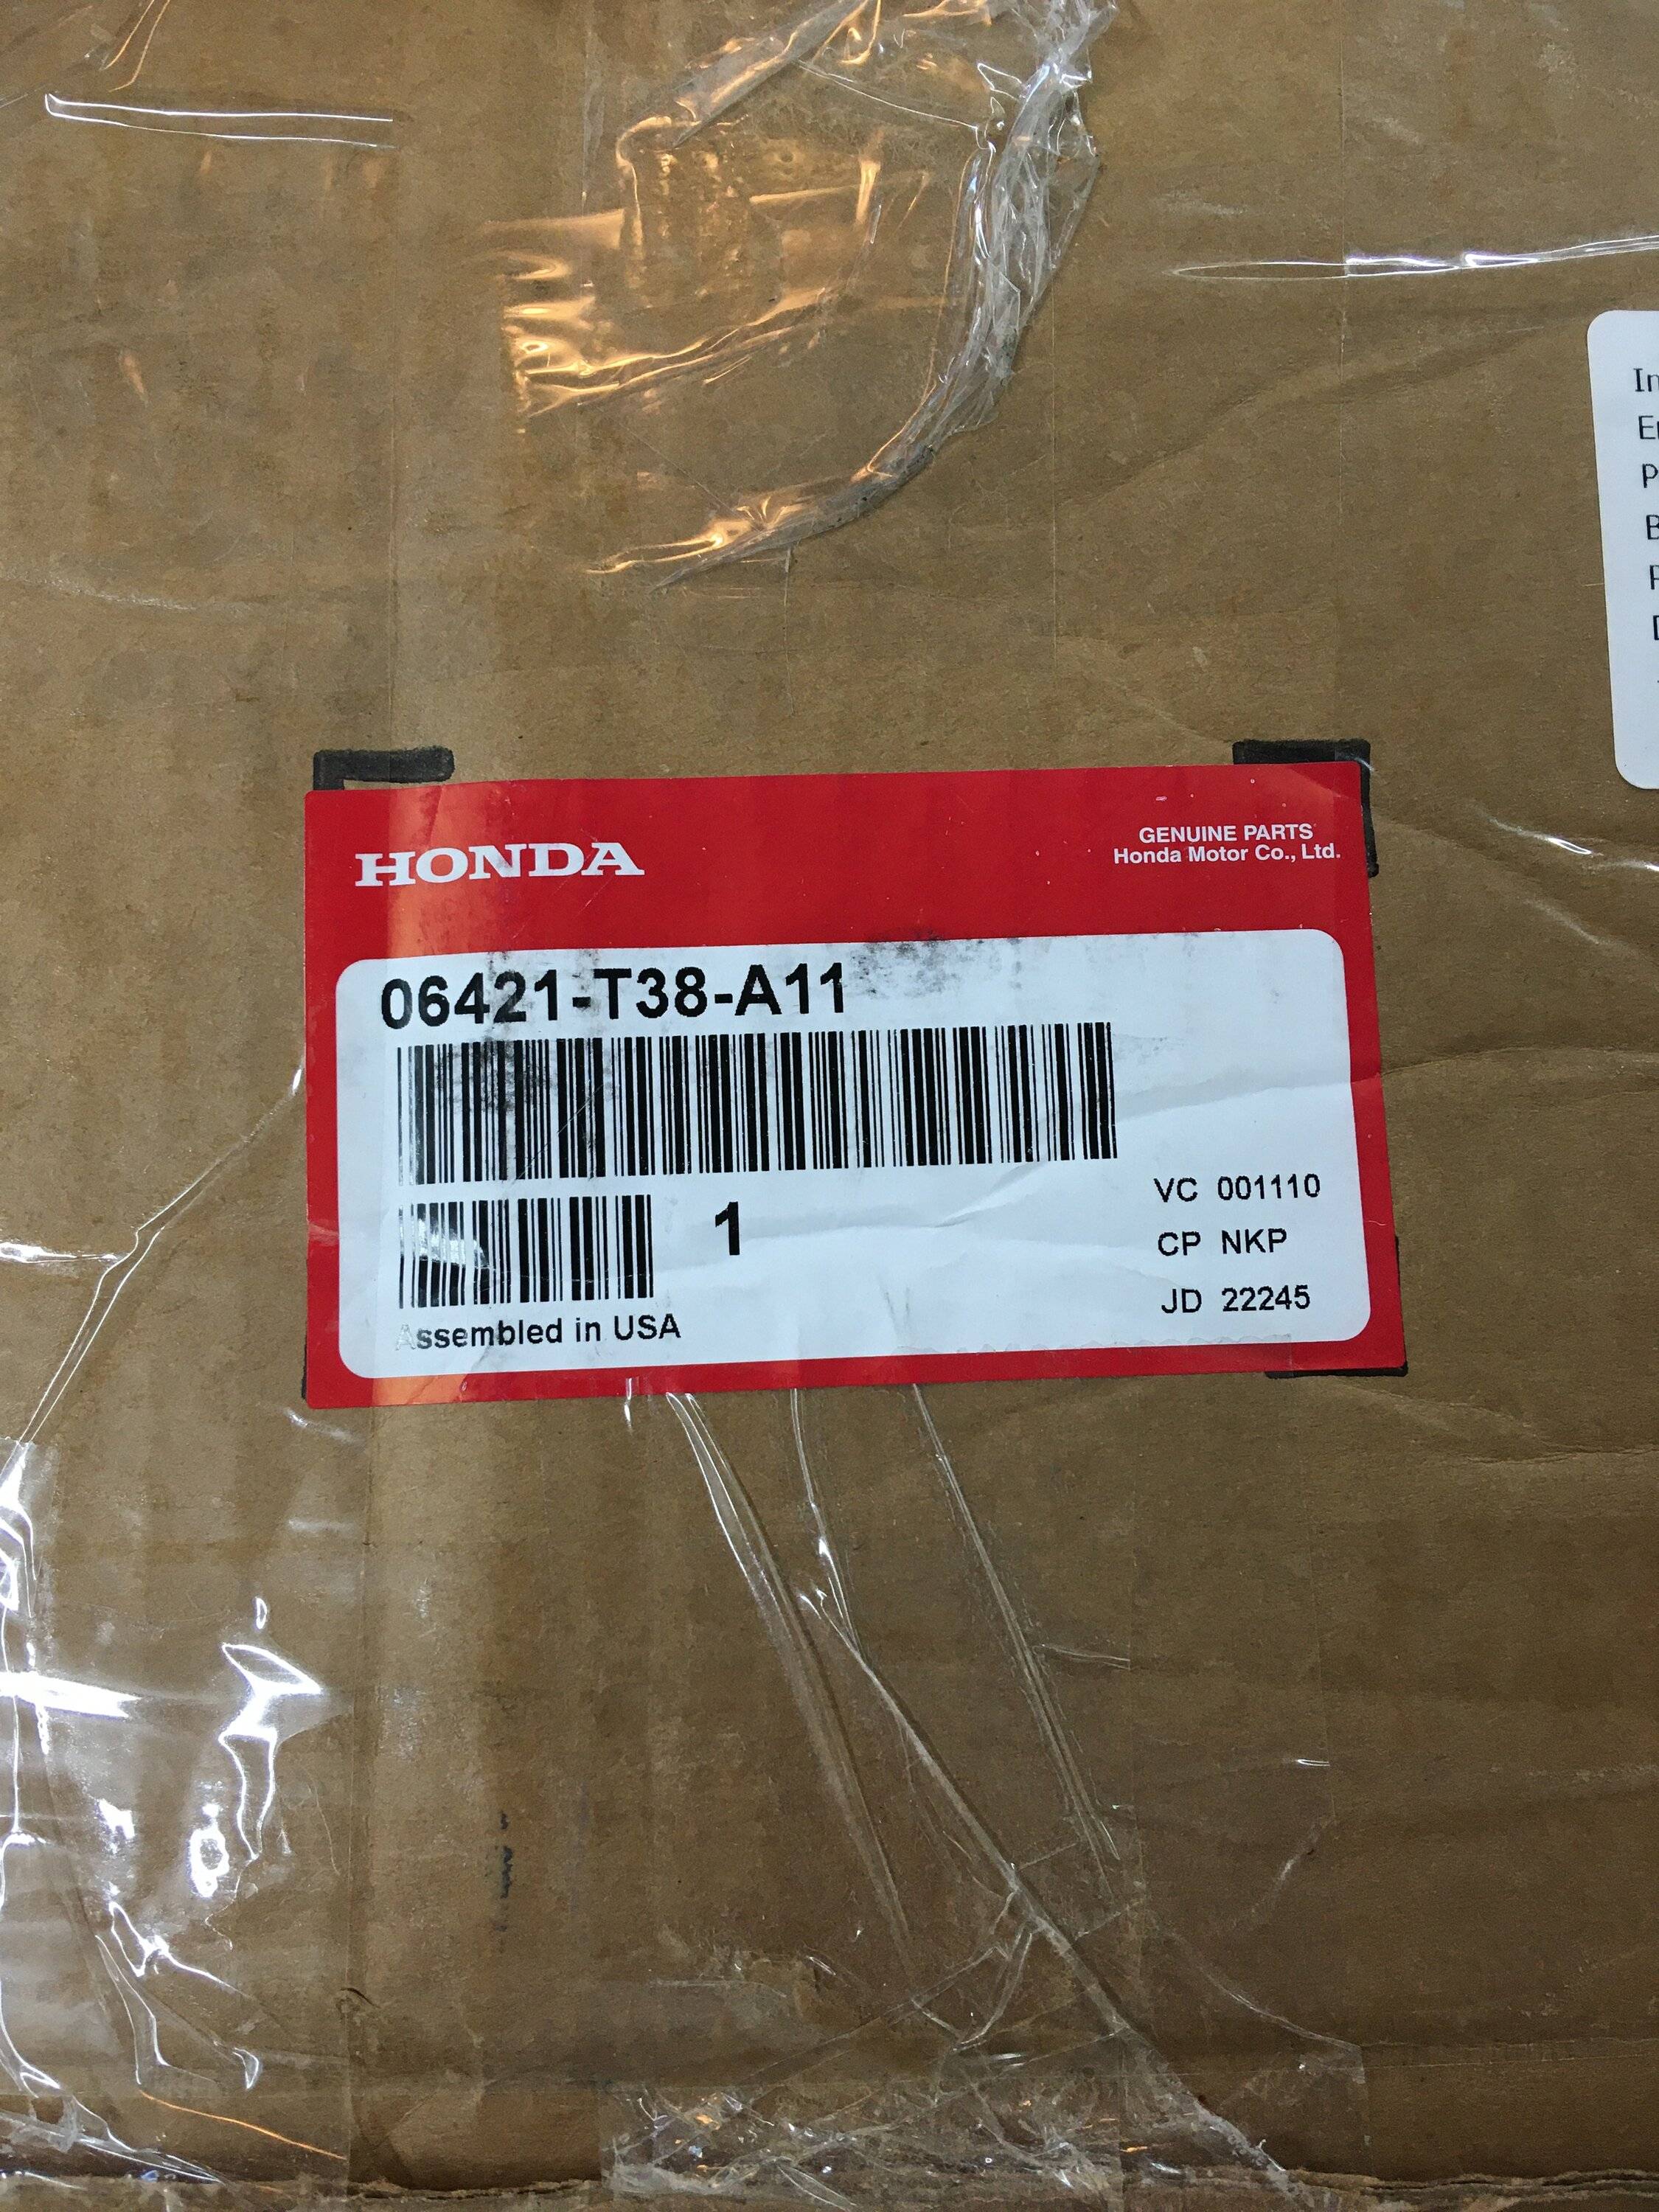 HONDA
GENUINE PARTS
Honda Motor Co., Ltd.
06421-T38-A11
1
VC 001110
CP NKP
JD 22245
Assembled in USA